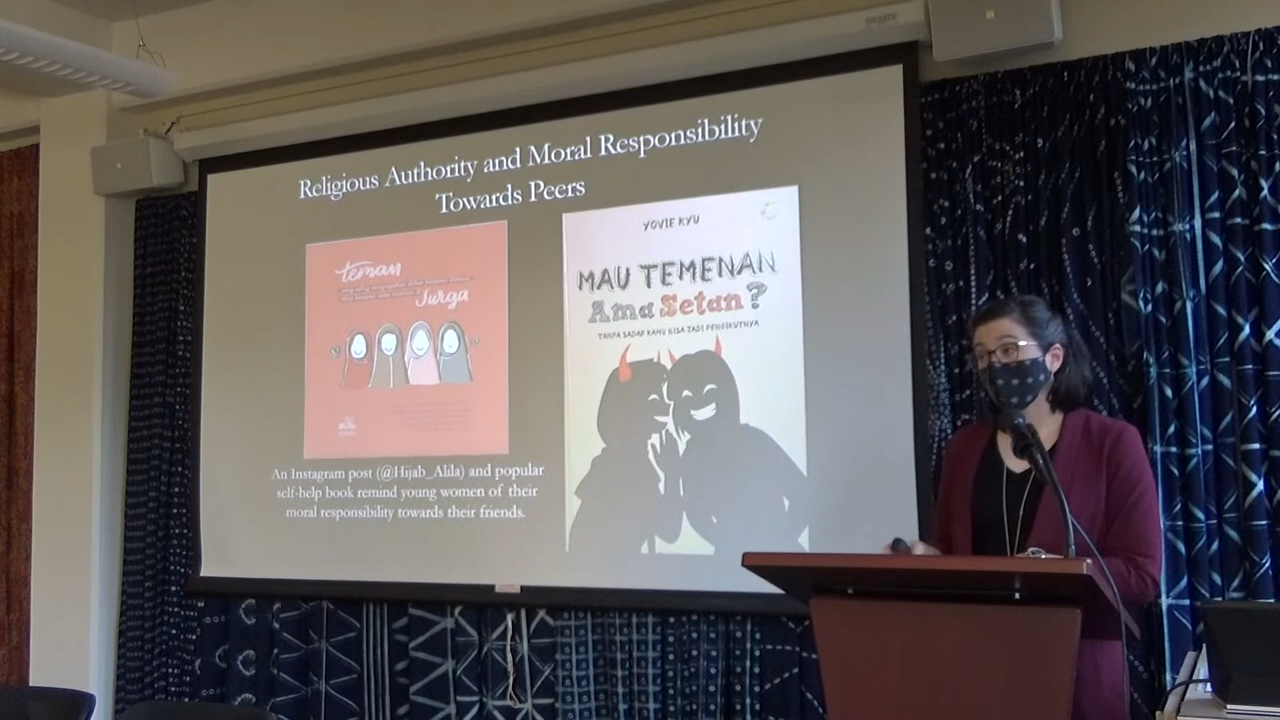 Religious Authority and Moral Responsibility
Towards Peers
teman
Surga
An Instagram post (@Hijab_Alila) and popular
self-help book remind young women of their
moral responsibility towards their friends.
YOVIE KYU
MAU TEMENAN
Ama Setan?
TANPA SADAR KAMU BISA JADI PENGIKUTNYA